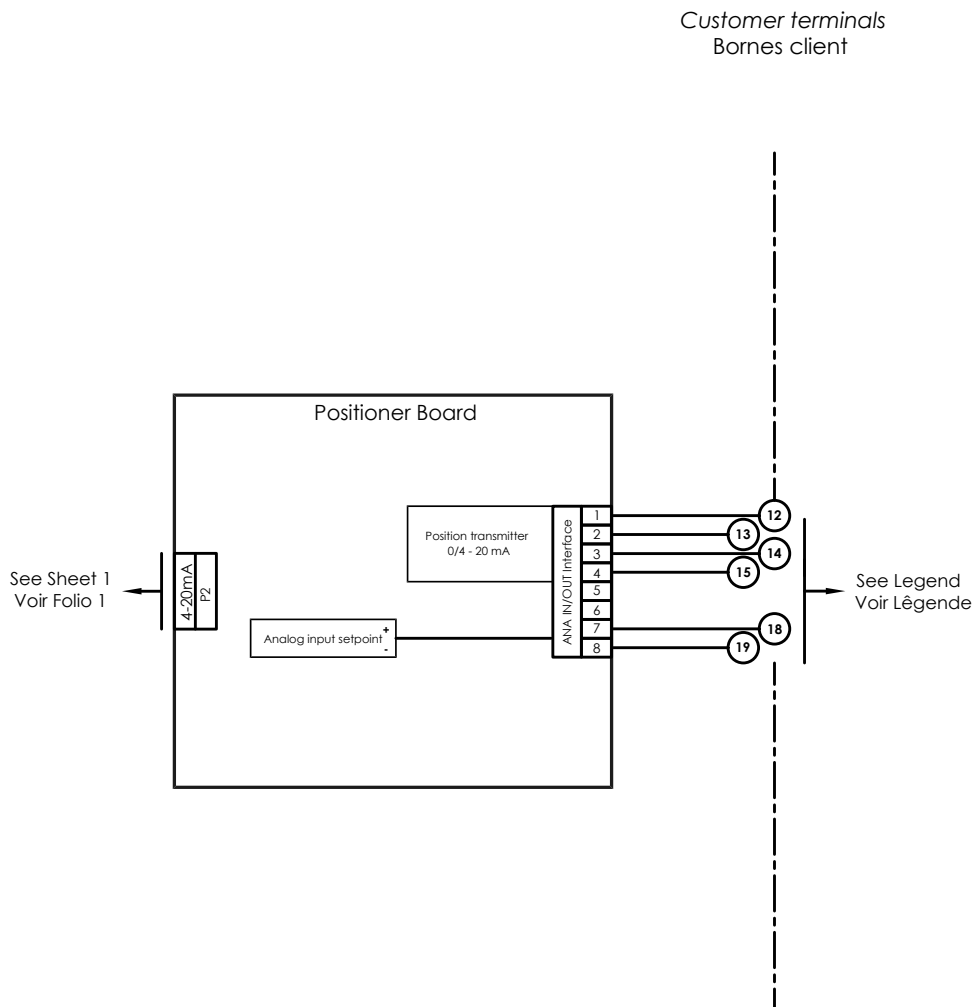 Customer terminals
Bornes client
Positioner Board
Position transmitter
0/4 - 20 mA
ANA IN/OUT Interface
1
2
3
4
5
6
7
8
12
13
14
15
18
19
See Sheet 1
Voir Folio 1
4-20mA
P2
Analog input setpoint
+
-
See Legend
Voir Lêgende